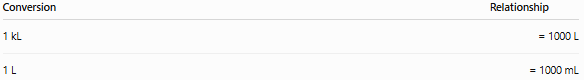 Conversion Relationship
1 kL = 1000 L
1 L = 1000 mL